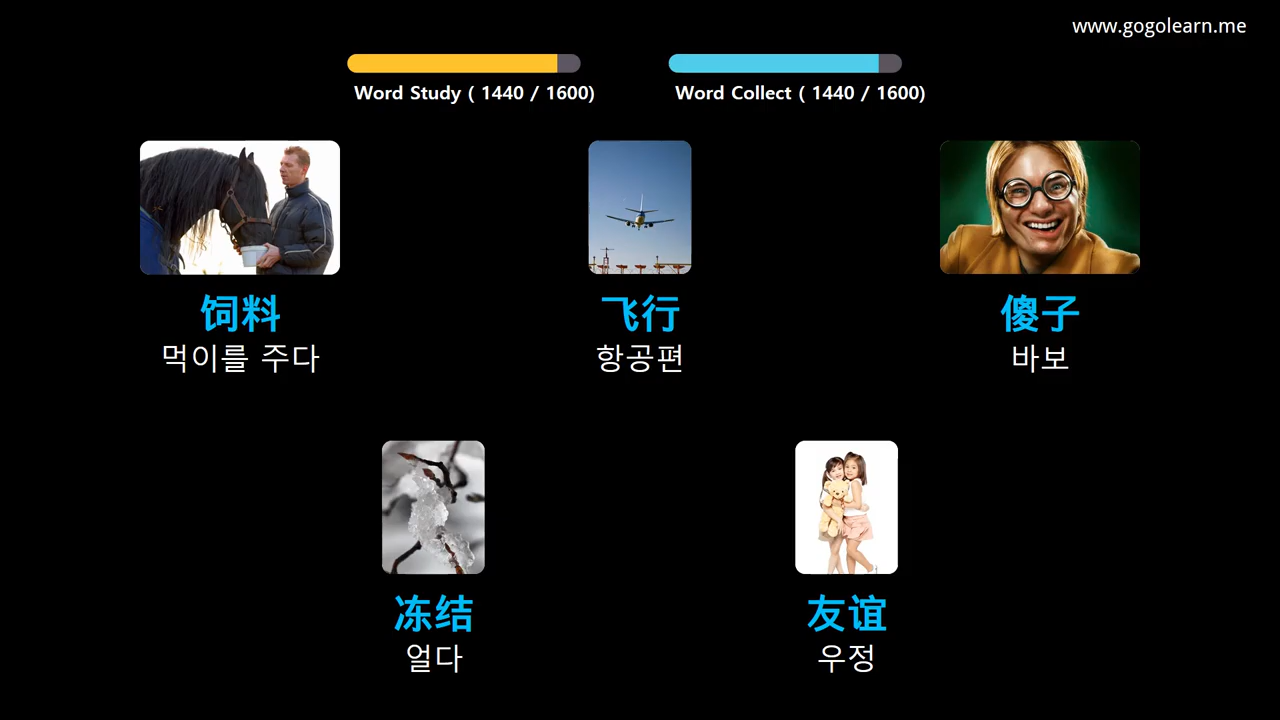 www.gogolearn.me
Word Study ( 1440 / 1600)
Word Collect ( 1440 / 1600)
饲料
먹이를 주다
飞行
항공편
傻子
바보
冻结
얼다
友谊
우정